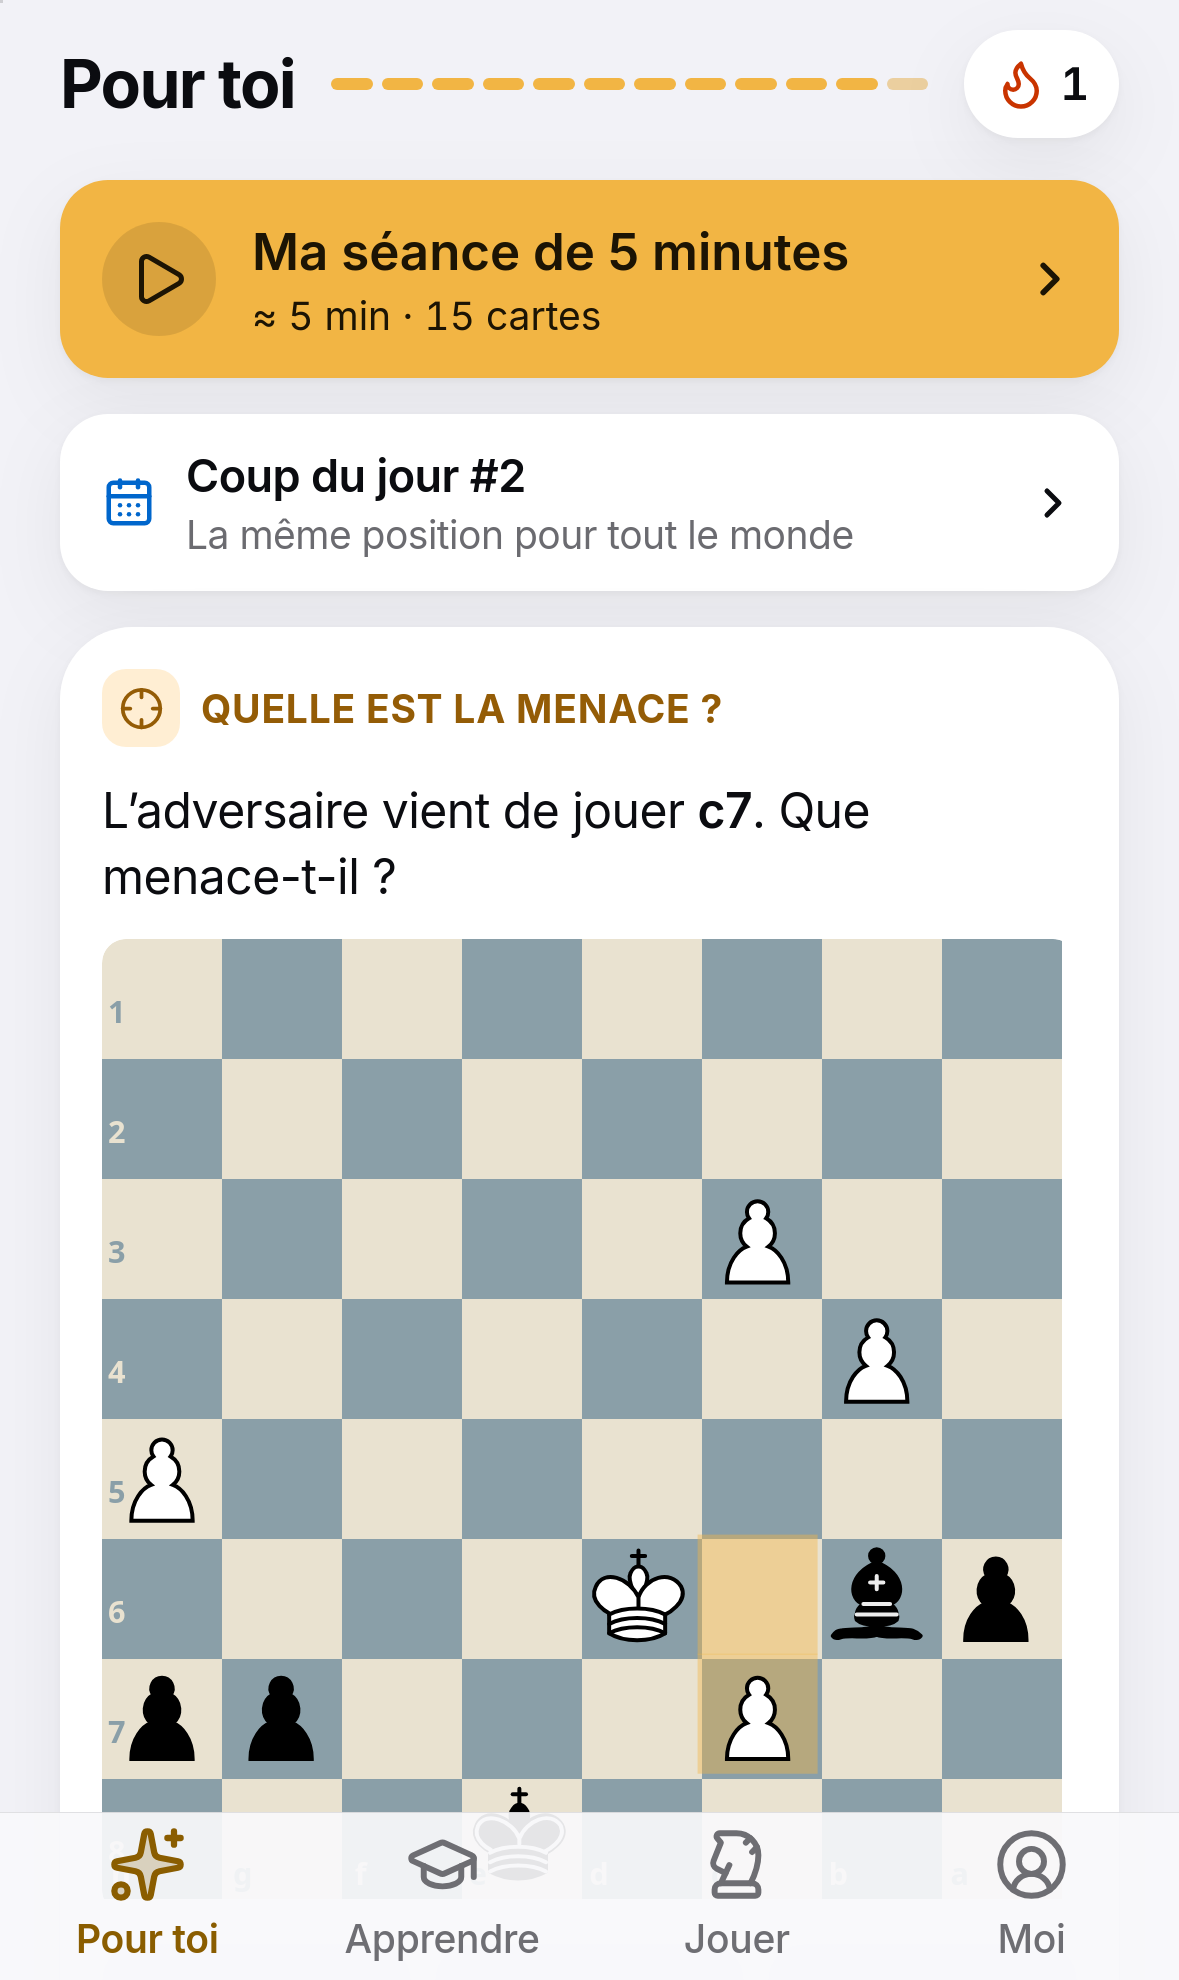 Pour toi
1
Ma séance de 5 minutes
≈ 5 min · 15 cartes
Coup du jour #2
La même position pour tout le monde
QUELLE EST LA MENACE ?
L’adversaire vient de jouer c7. Que
menace-t-il ?
1
2
3
4
5
6
7
g f d b a
Pour toi
Apprendre
Jouer
Moi